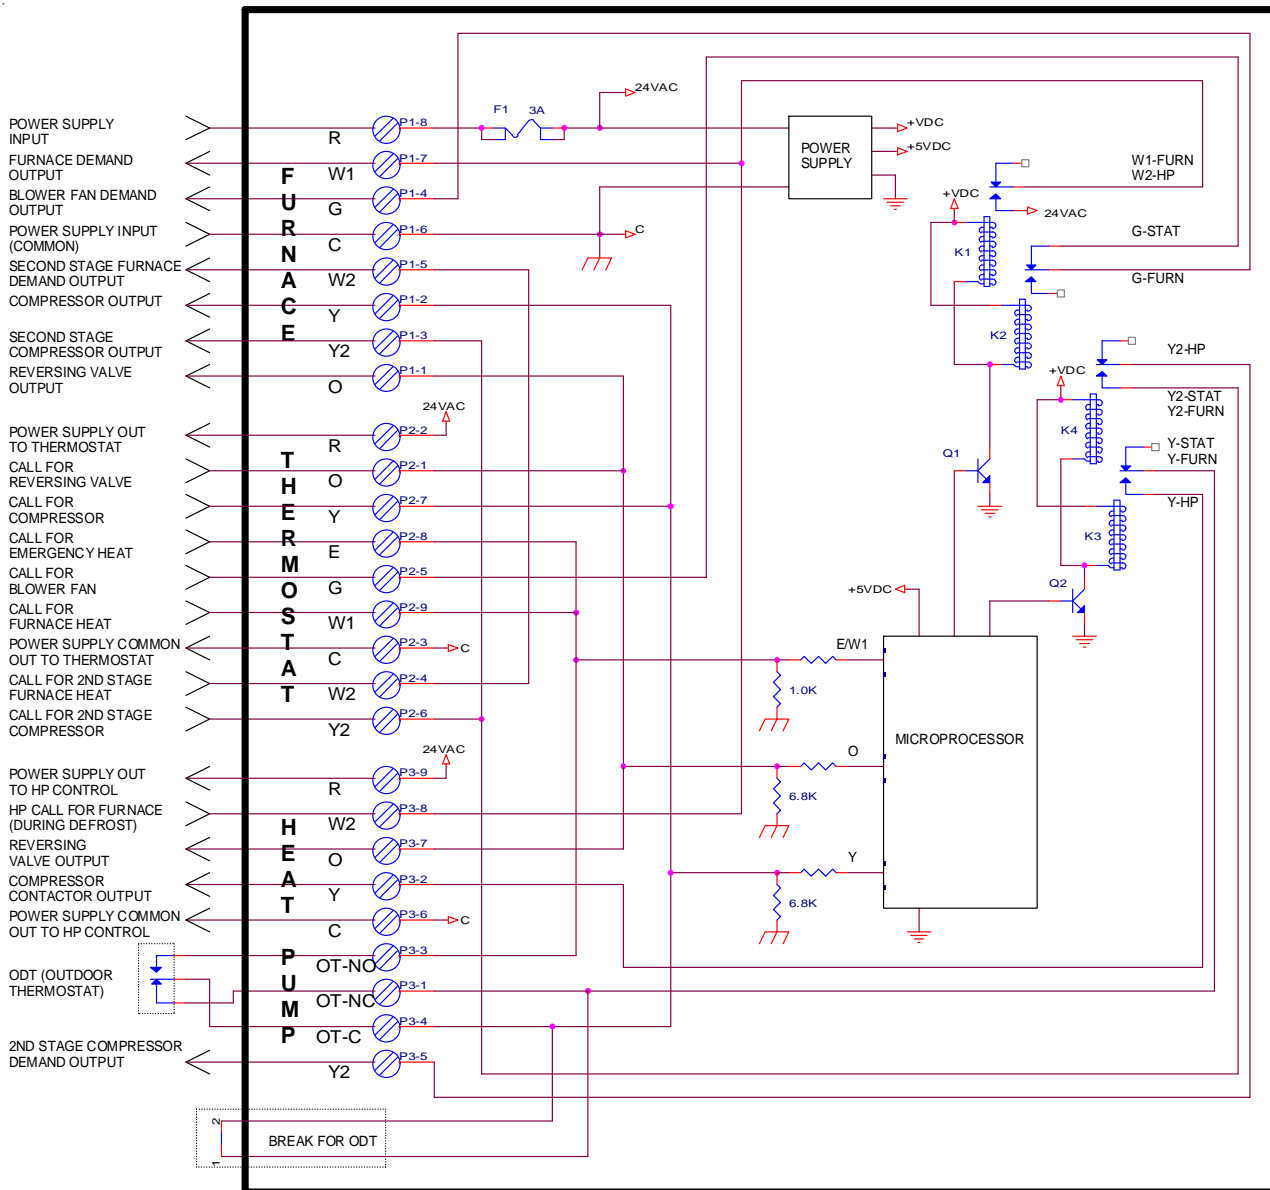 POWER SUPPLY
INPUT
R
P1-8
F1
3A
24VAC
FURNACE DEMAND
OUTPUT
W1
P1-7
BLOWER FAN DEMAND
OUTPUT
G
P1-4
POWER SUPPLY INPUT
(COMMON)
C
P1-6
C
SECOND STAGE FURNACE
DEMAND OUTPUT
W2
P1-5
COMPRESSOR OUTPUT
Y
P1-2
SECOND STAGE
COMPRESSOR OUTPUT
Y2
P1-3
REVERSING VALVE
OUTPUT
O
P1-1
FURNACE
POWER
SUPPLY
+VDC
+5VDC
POWER SUPPLY OUT
TO THERMOSTAT
R
P2-2
24VAC
CALL FOR
REVERSING VALVE
O
P2-1
CALL FOR
COMPRESSOR
Y
P2-7
CALL FOR
EMERGENCY HEAT
E
P2-8
CALL FOR
BLOWER FAN
G
P2-5
CALL FOR
FURNACE HEAT
W1
P2-9
POWER SUPPLY COMMON
OUT TO THERMOSTAT
C
P2-3
C
CALL FOR 2ND STAGE
FURNACE HEAT
W2
P2-4
CALL FOR 2ND STAGE
COMPRESSOR
Y2
P2-6
THERMOSTAT
POWER SUPPLY OUT
TO HP CONTROL
R
P3-9
24VAC
HP CALL FOR FURNACE
(DURING DEFROST)
W2
P3-8
REVERSING
VALVE OUTPUT
O
P3-7
COMPRESSOR
CONTACTOR OUTPUT
Y
P3-2
POWER SUPPLY COMMON
OUT TO HP CONTROL
C
P3-6
C
OT-NO
P3-3
ODT (OUTDOOR
THERMOSTAT)
OT-NC
P3-1
OT-C
P3-4
2ND STAGE COMPRESSOR
DEMAND OUTPUT
Y2
P3-5
HEAT PUMP
2
1
BREAK FOR ODT
W1-FURN
W2-HP
24VAC
+VDC
K1
G-STAT
G-FURN
K2
Y2-HP
+VDC
Y2-STAT
Y2-FURN
K4
Y-STAT
Y-FURN
Y-HP
K3
Q1
Q2
+5VDC
E/W1
1.0K
MICROPROCESSOR
O
6.8K
Y
6.8K